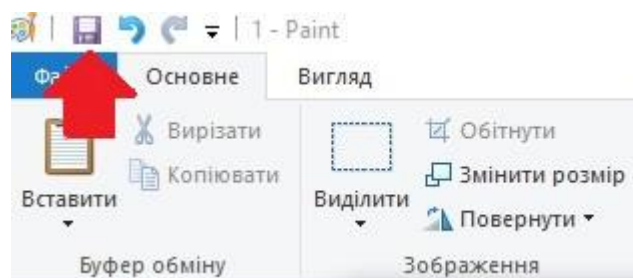 1 - Paint
Основне Вигляд
Вирізати
Копіювати
Вставити
Буфер обміну
Виділити
Обітнути
Змінити розмір
Повернути
Зображення